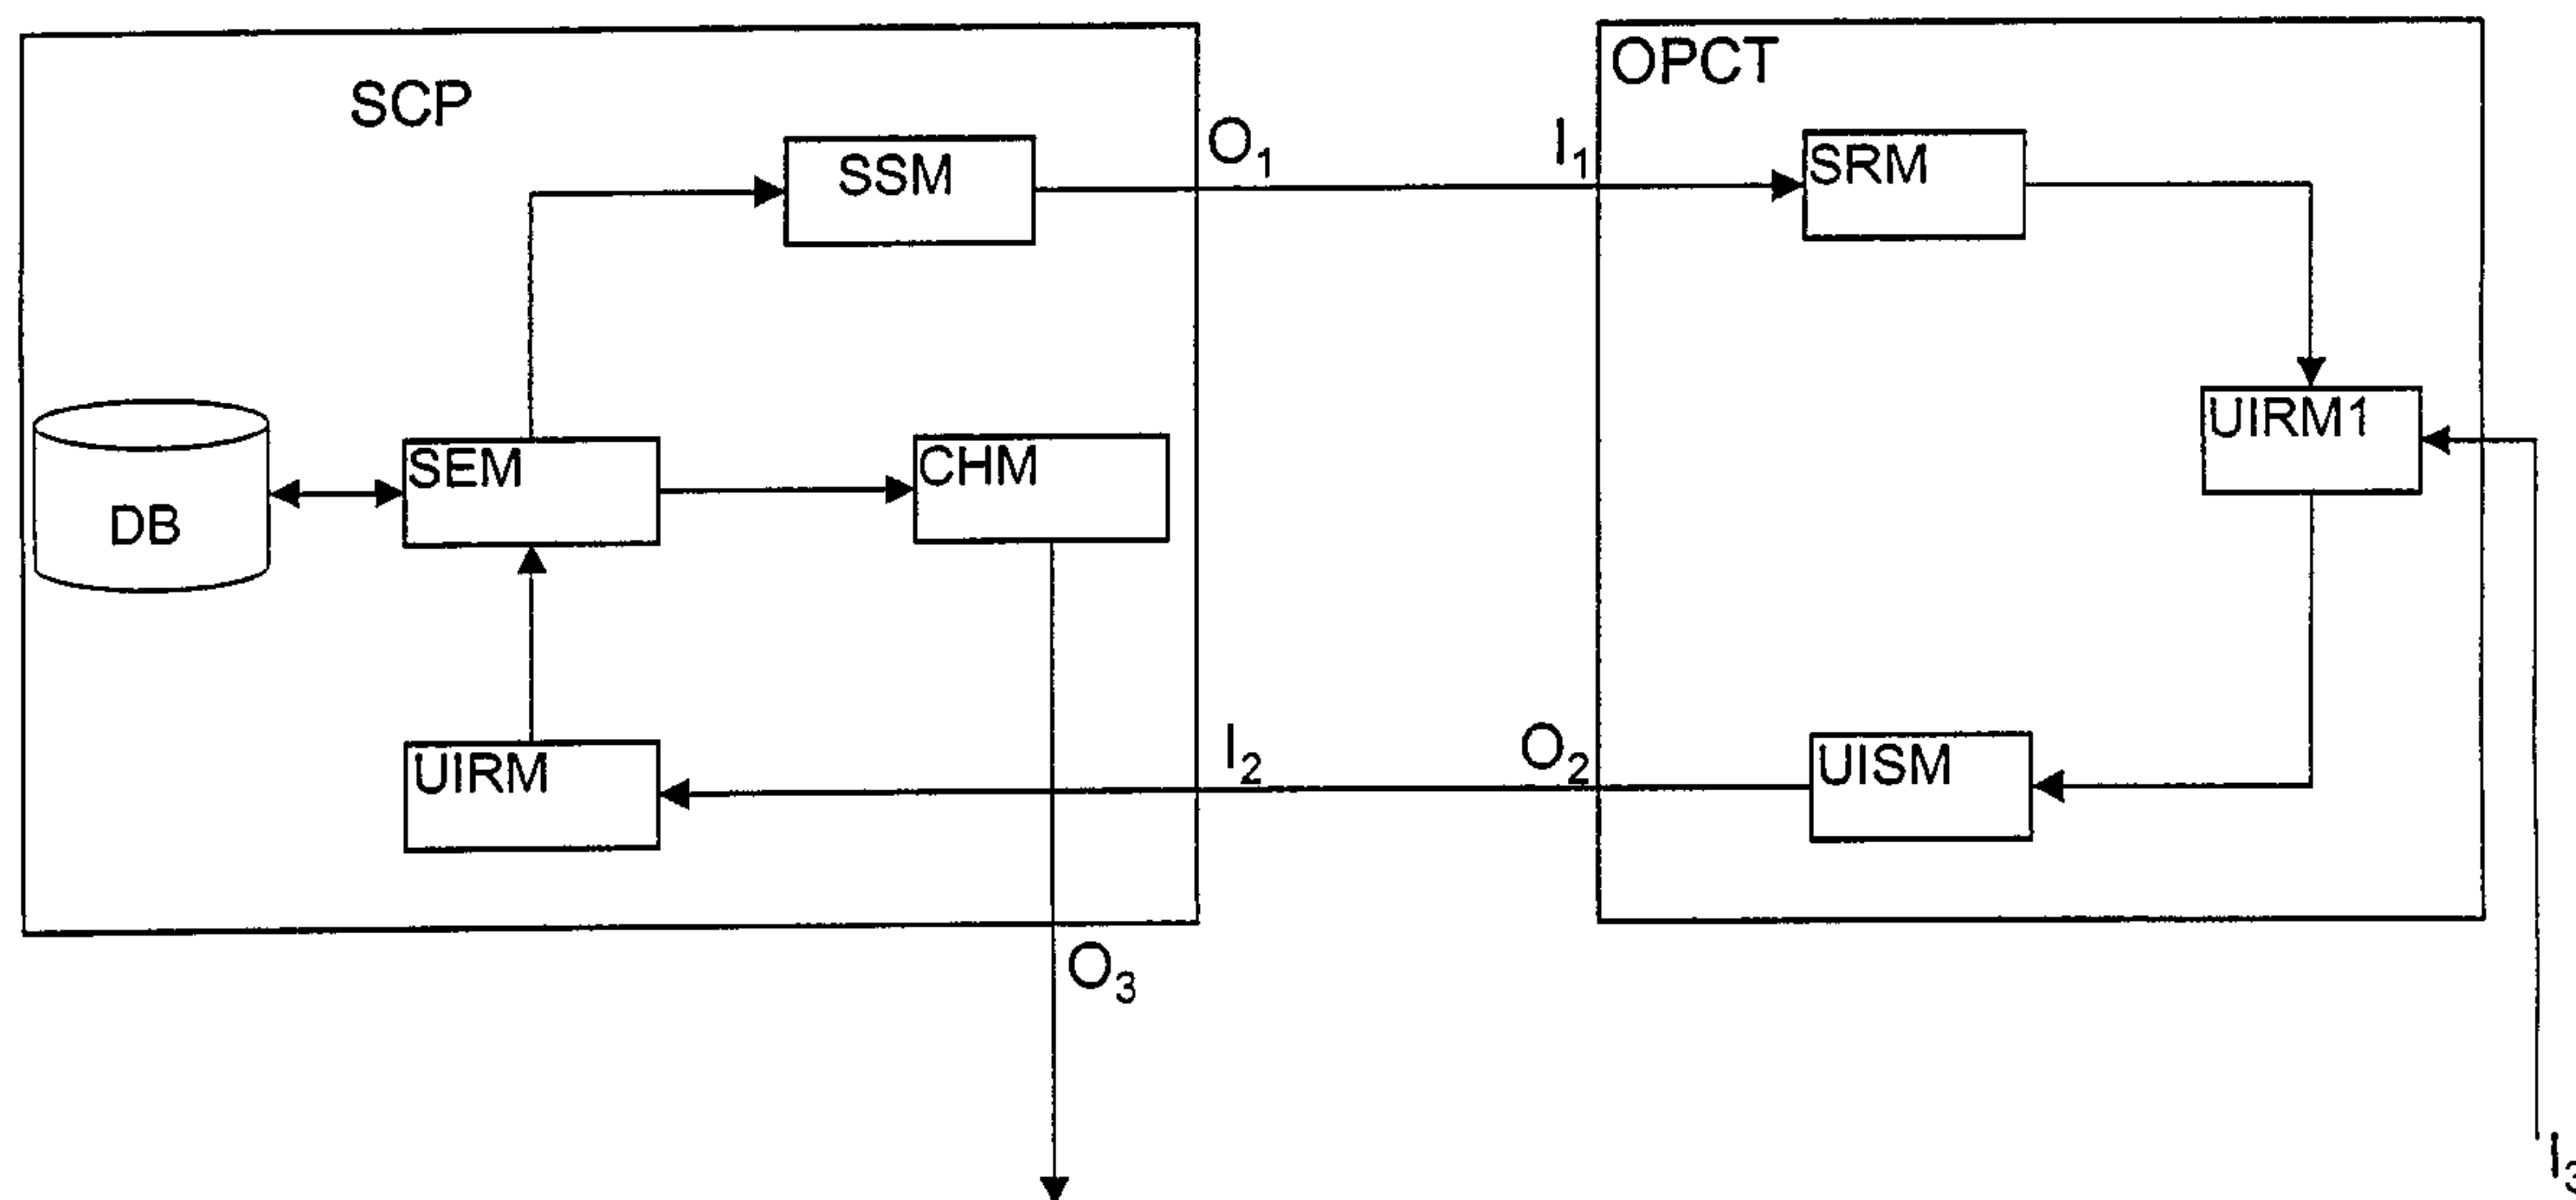 SCP
SSM
DB
SEM
CHM
UIRM
O₁
I₁
I₂
O₂
O₃
OPCT
SRM
UIRM1
UISM
I₃